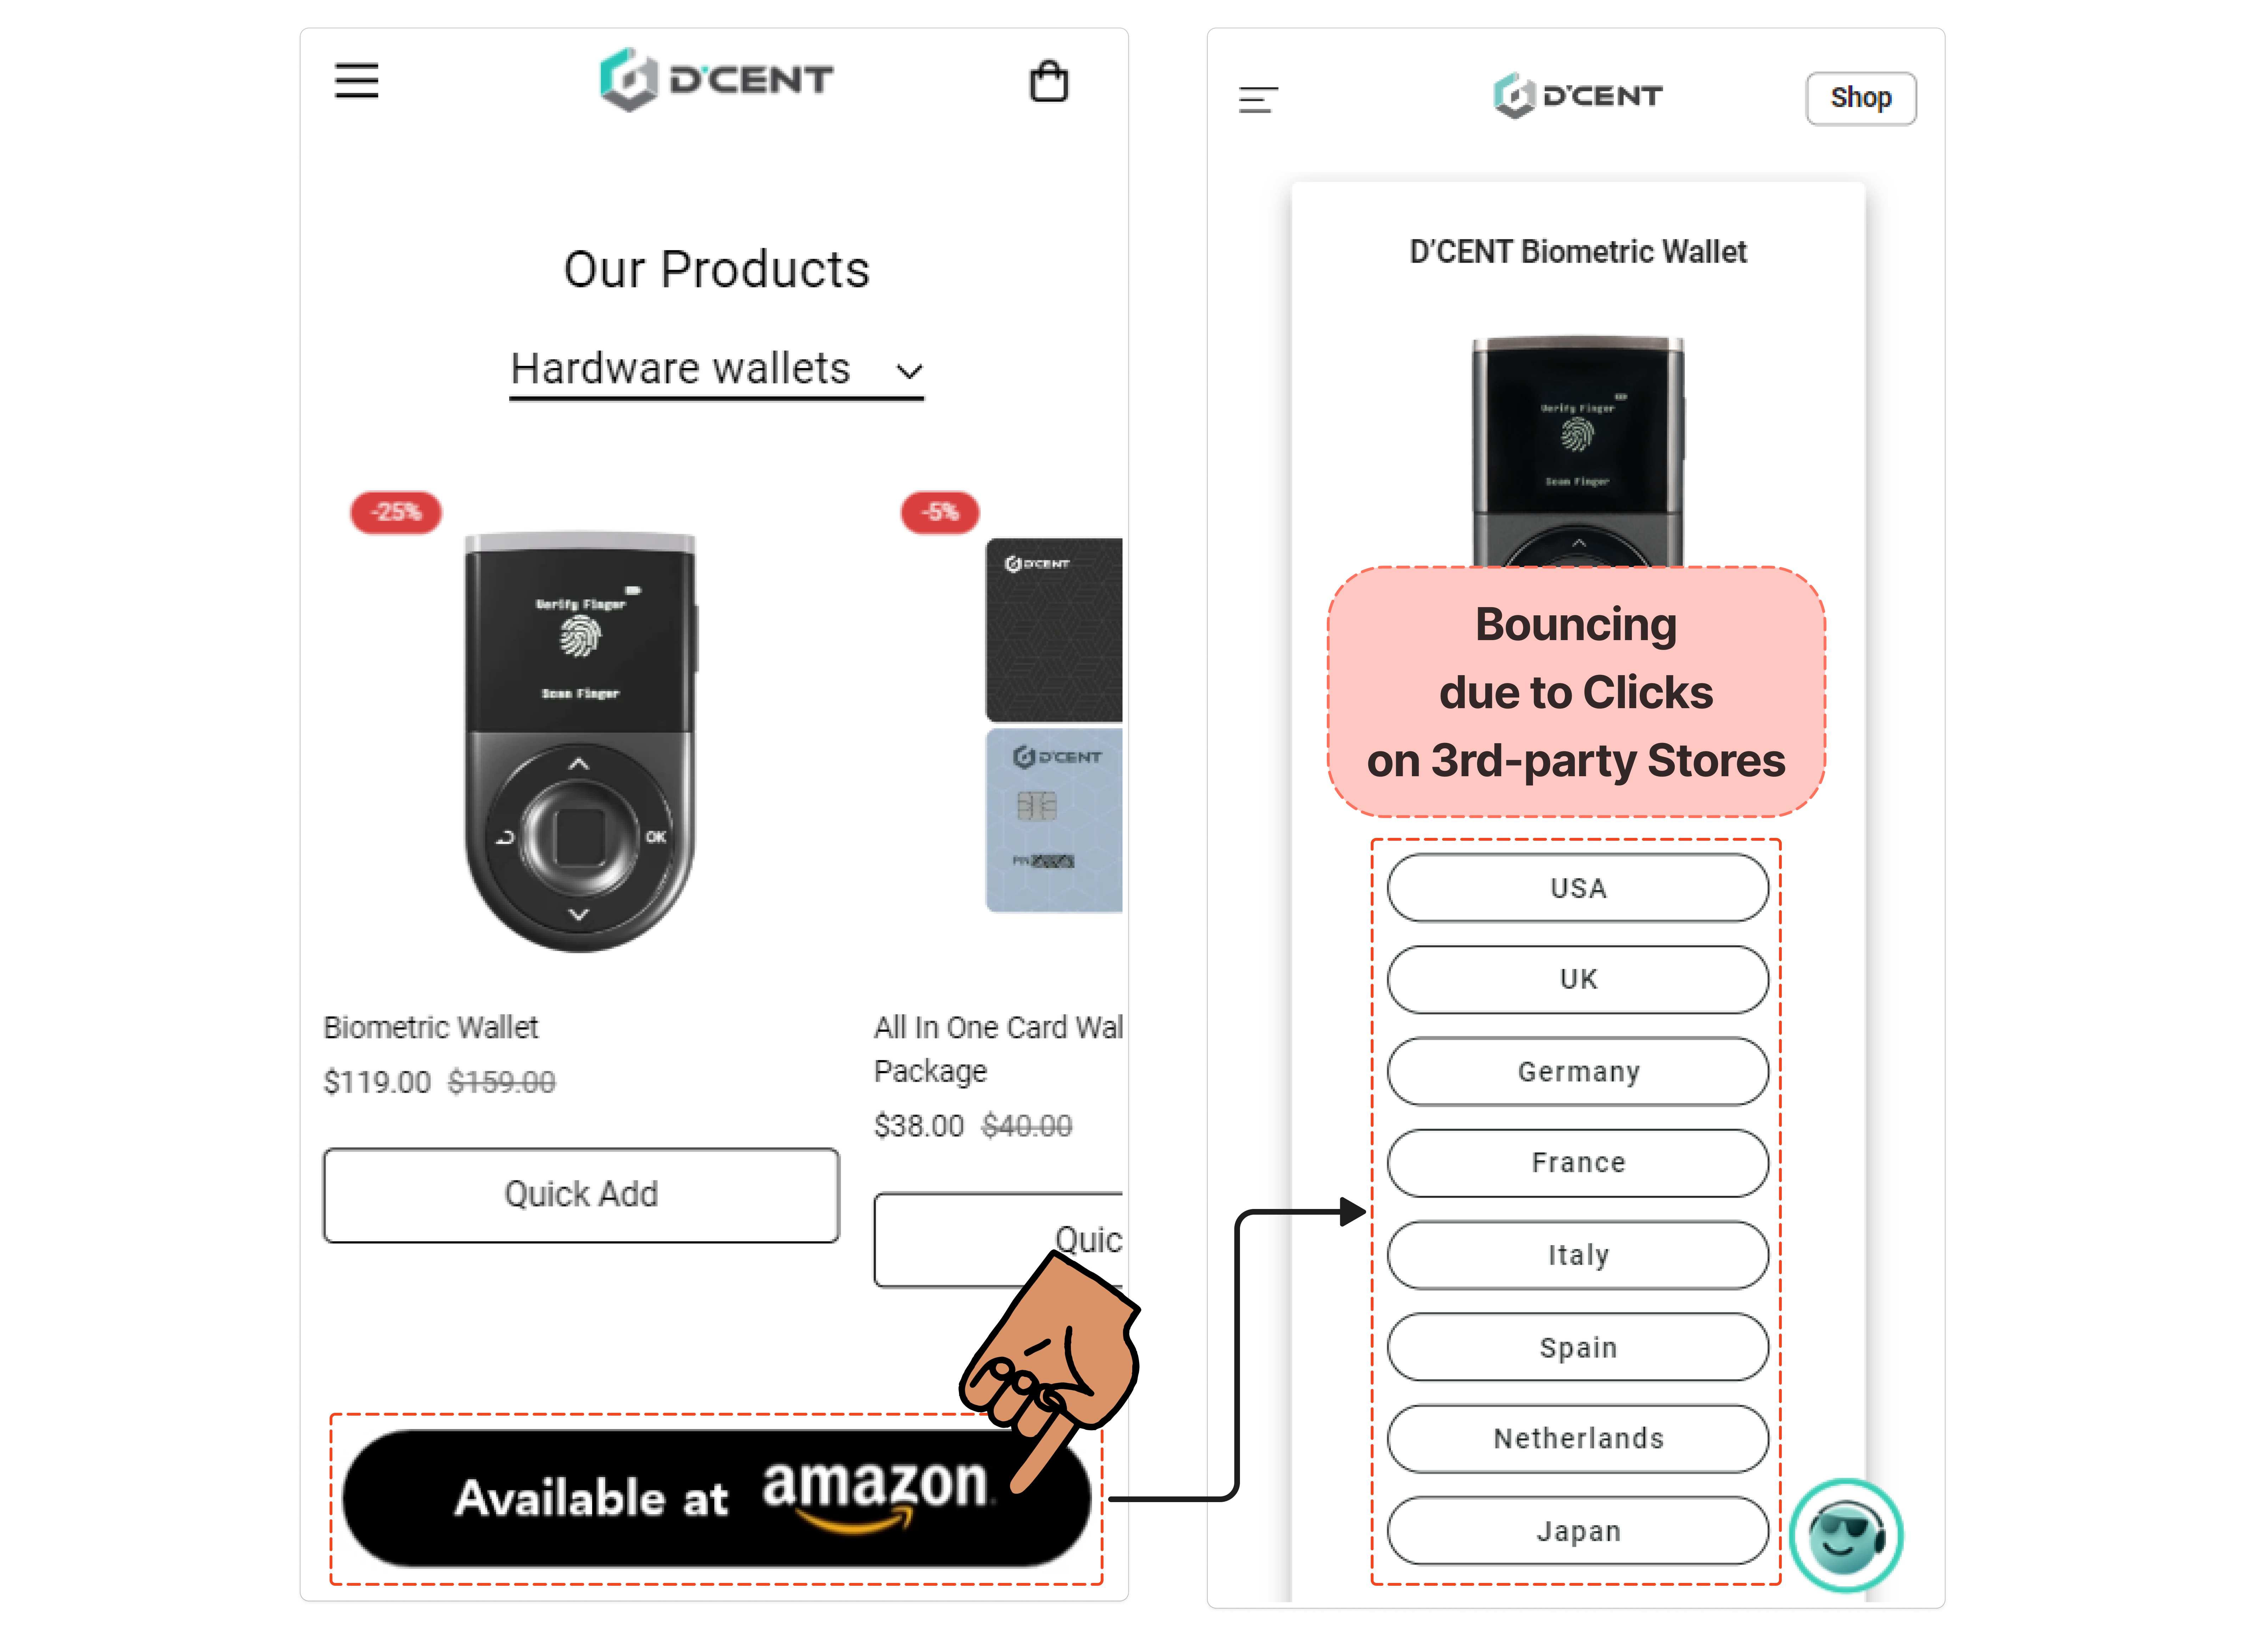 D'CENT
Our Products
Hardware wallets
-25%
-5%
Verify Finger
Scan Finger
OK
D'CENT
D'CENT
PIN
Biometric Wallet
$119.00 $159.00
Quick Add
All In One Card Wal
Package
$38.00 $40.00
Quic
Available at amazon
D'CENT
Shop
D'CENT Biometric Wallet
Verify Finger
Scan Finger
Bouncing
due to Clicks
on 3rd-party Stores
USA
UK
Germany
France
Italy
Spain
Netherlands
Japan